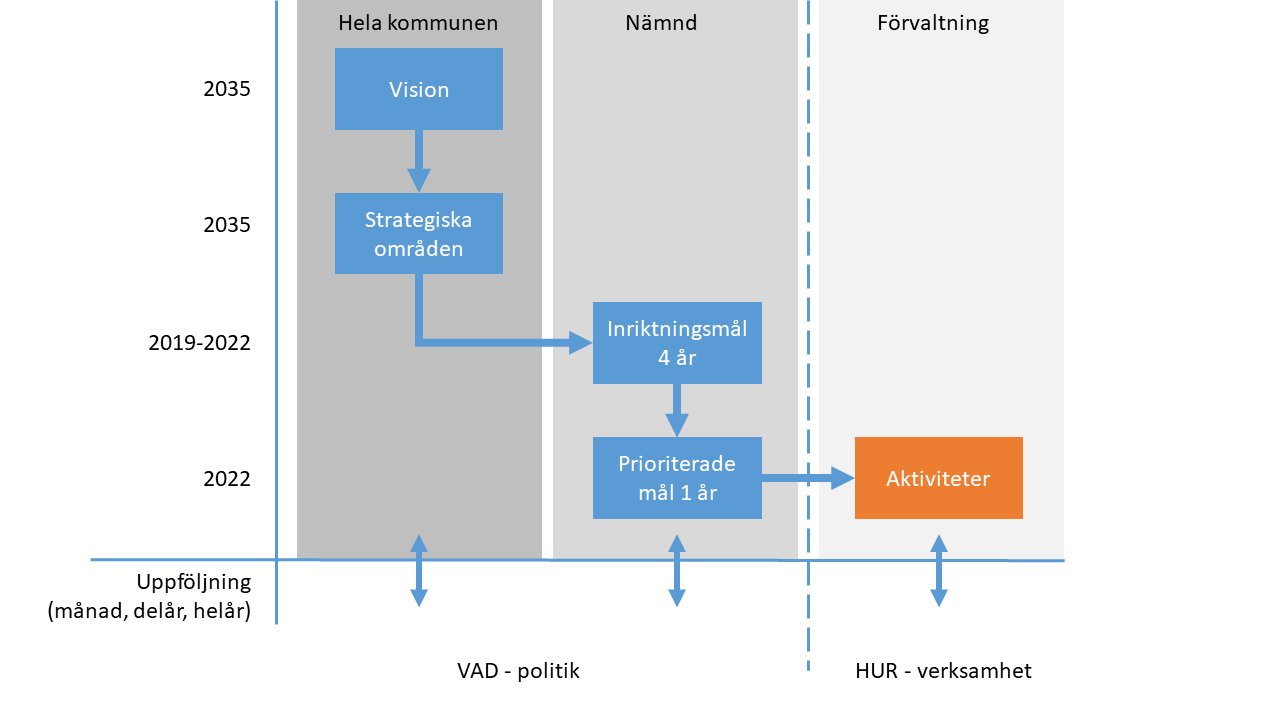 Hela kommunen
Nämnd
Förvaltning
2035
Vision
2035
Strategiska
områden
2019-2022
Inriktningsmål
4 år
2022
Prioriterade
mål 1 år
Aktiviteter
Uppföljning
(månad, delår, helår)
VAD - politik
HUR - verksamhet